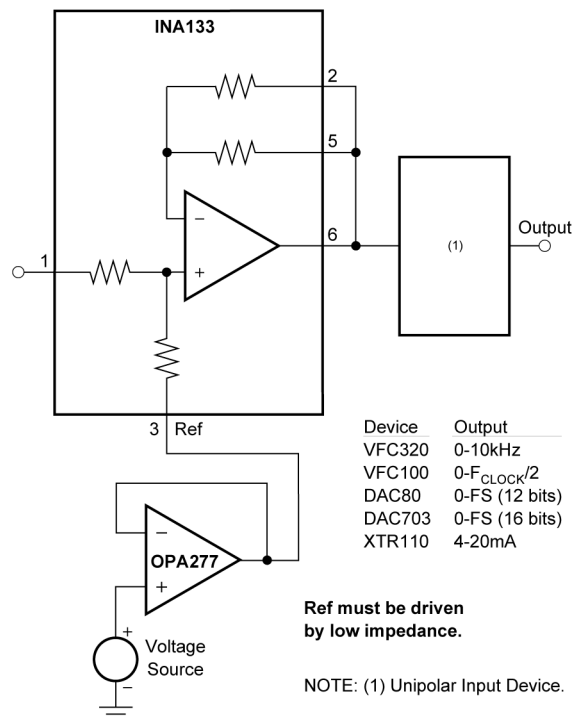 INA133
2
5
6
−
+
1
(1)
Output
3 Ref
Device Output
VFC320 0-10kHz
VFC100 0-FCLOCK/2
DAC80 0-FS (12 bits)
DAC703 0-FS (16 bits)
XTR110 4-20mA
−
OPA277
+
+
Voltage
Source
−
Ref must be driven
by low impedance.
NOTE: (1) Unipolar Input Device.